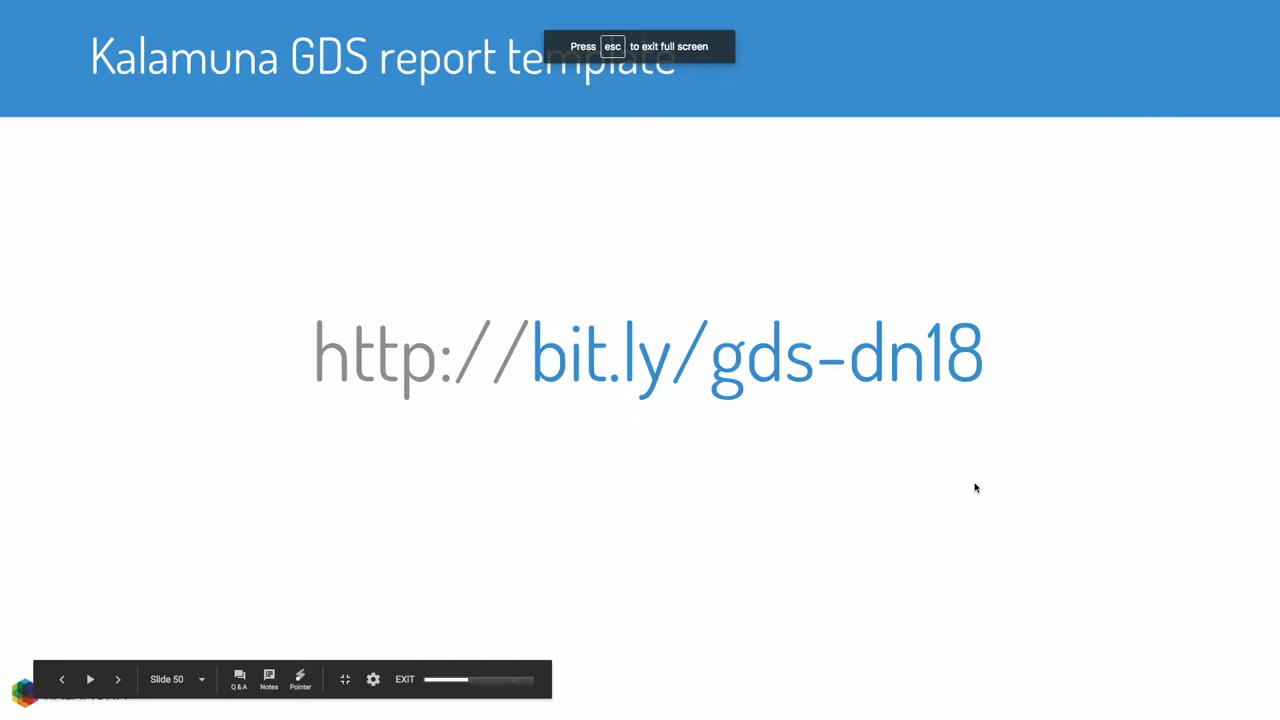 Kalamuna GDS report template
Press esc to exit full screen
http://bit.ly/gds-dn18
Slide 50
Q & A
Notes
Pointer
EXIT